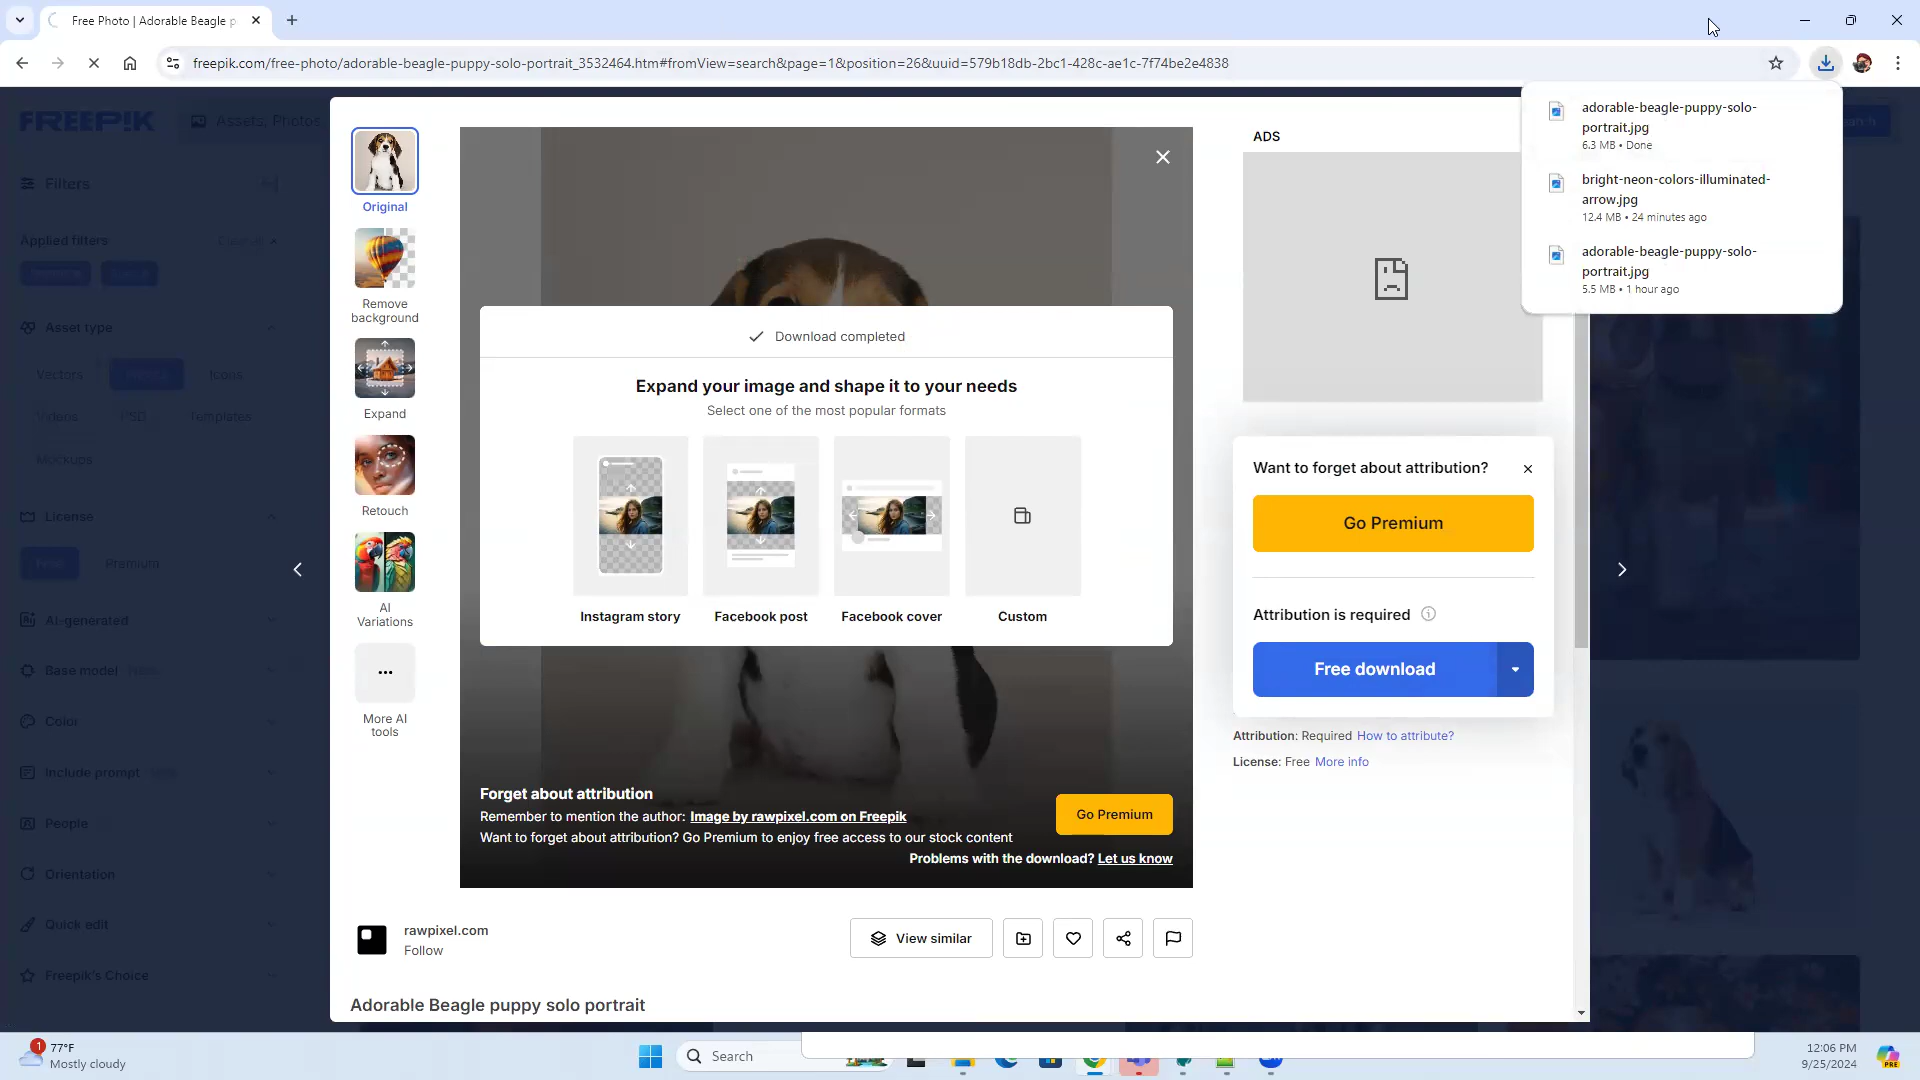 Free Photo | Adorable Beagle p
freepik.com/free-photo/adorable-beagle-puppy-solo-portrait_3532464.htm#fromView=search&page=1&position=26&uuid=579b18db-2bc1-428c-ae1c-7f74be2e4838
adorable-beagle-puppy-solo-
portrait.jpg
6.3 MB • Done
bright-neon-colors-illuminated-
arrow.jpg
12.4 MB • 24 minutes ago
adorable-beagle-puppy-solo-
portrait.jpg
5.5 MB • 1 hour ago
FREEPIK
Assets, Photos,
Filters
Applied filters
Asset type
Vectors
Icons
Videos
PSD
Templates
Mockups
License
Free
Premium
AI-generated
Base model
Color
Include prompt
People
Orientation
Quick edit
Freepik's Choice
Original
Remove
background
Expand
Retouch
AI
Variations
More AI
tools
Download completed
Expand your image and shape it to your needs
Select one of the most popular formats
Instagram story
Facebook post
Facebook cover
Custom
Forget about attribution
Remember to mention the author: Image by rawpixel.com on Freepik
Want to forget about attribution? Go Premium to enjoy free access to our stock content
Go Premium
Problems with the download? Let us know
rawpixel.com
Follow
View similar
Adorable Beagle puppy solo portrait
ADS
Want to forget about attribution?
Go Premium
Attribution is required
Free download
Attribution: Required How to attribute?
License: Free More info
1
77°F
Mostly cloudy
Search
12:06 PM
9/25/2024
PRE